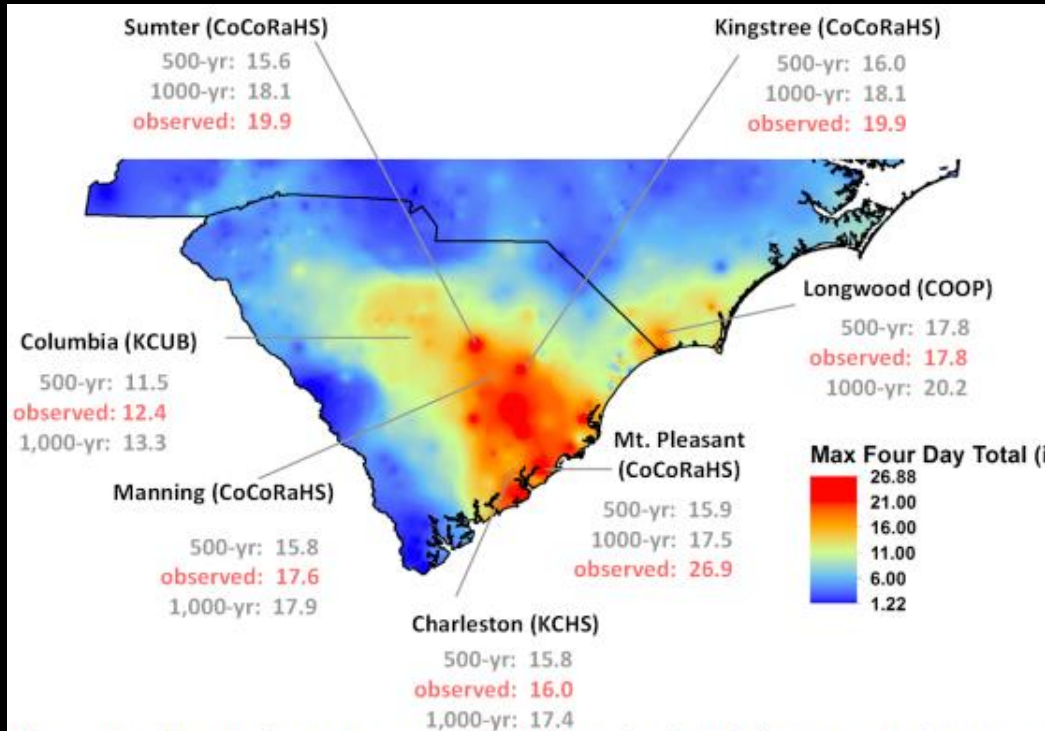 Sumter (CoCoRaHS)
500-yr: 15.6
1000-yr: 18.1
observed: 19.9
Kingstree (CoCoRaHS)
500-yr: 16.0
1000-yr: 18.1
observed: 19.9
Longwood (COOP)
500-yr: 17.8
observed: 17.8
1000-yr: 20.2
Columbia (KCUB)
500-yr: 11.5
observed: 12.4
1,000-yr: 13.3
Mt. Pleasant
(CoCoRaHS)
500-yr: 15.9
1000-yr: 17.5
observed: 26.9
Max Four Day Total (i
26.88
21.00
16.00
11.00
6.00
1.22
Manning (CoCoRaHS)
500-yr: 15.8
observed: 17.6
1,000-yr: 17.9
Charleston (KCHS)
500-yr: 15.8
observed: 16.0
1,000-yr: 17.4